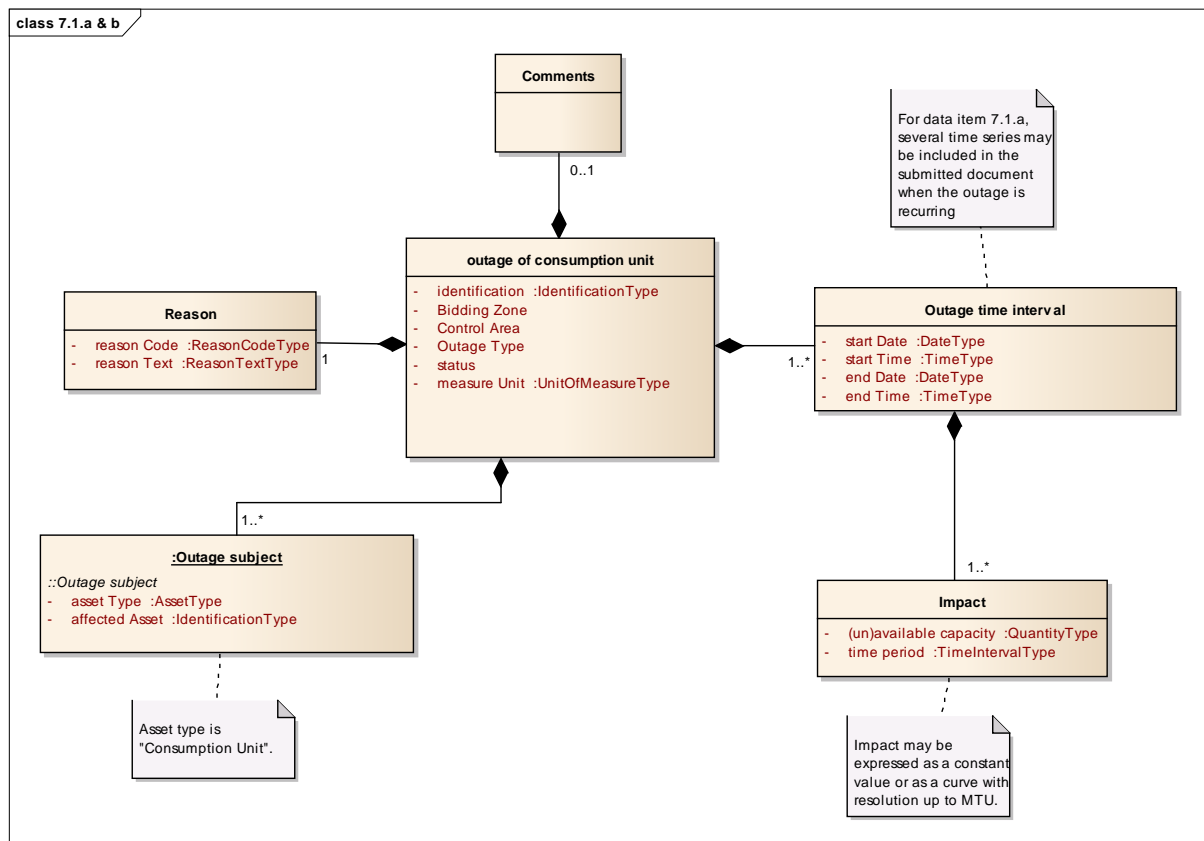 class 7.1.a & b
Comments
0..1
For data item 7.1.a,
several time series may
be included in the
submitted document
when the outage is
recurring
outage of consumption unit
- identification :IdentificationType
- Bidding Zone
- Control Area
- Outage Type
- status
- measure Unit :UnitOfMeasureType
Reason
- reason Code :ReasonCodeType
- reason Text :ReasonTextType
1
1..*
Outage time interval
- start Date :DateType
- start Time :TimeType
- end Date :DateType
- end Time :TimeType
1..*
:Outage subject
::Outage subject
- asset Type :AssetType
- affected Asset :IdentificationType
Asset type is
"Consumption Unit".
1..*
Impact
- (un)available capacity :QuantityType
- time period :TimeIntervalType
Impact may be
expressed as a constant
value or as a curve with
resolution up to MTU.